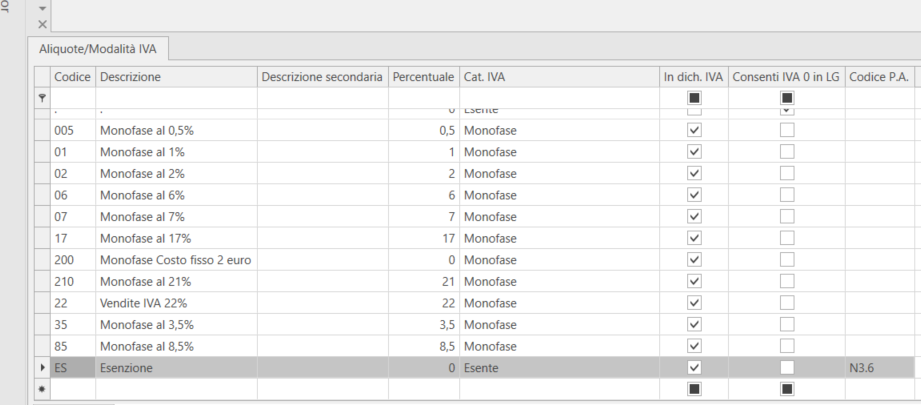 or
Aliquote/Modalità IVA
Codice Descrizione Descrizione secondaria Percentuale Cat. IVA In dich. IVA Consenti IVA 0 in LG Codice P.A.
. . 0 Esente
005 Monofase al 0,5% 0,5 Monofase
01 Monofase al 1% 1 Monofase
02 Monofase al 2% 2 Monofase
06 Monofase al 6% 6 Monofase
07 Monofase al 7% 7 Monofase
17 Monofase al 17% 17 Monofase
200 Monofase Costo fisso 2 euro 0 Monofase
210 Monofase al 21% 21 Monofase
22 Vendite IVA 22% 22 Monofase
35 Monofase al 3,5% 3,5 Monofase
85 Monofase al 8,5% 8,5 Monofase
ES Esenzione 0 Esente N3.6